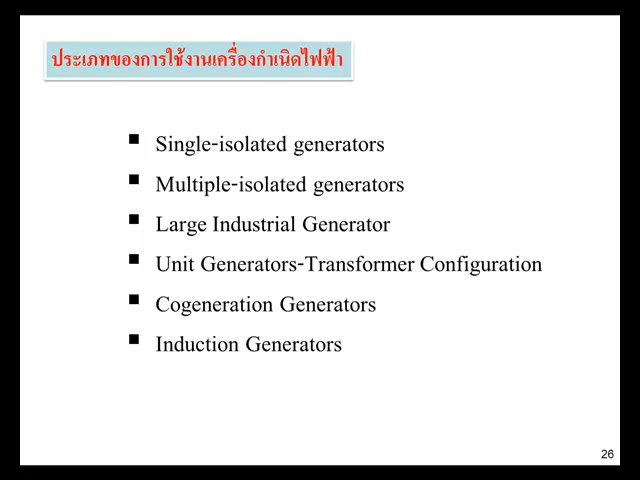 ประเภทของการใช้งานเครื่องกำเนิดไฟฟ้า
▪ Single-isolated generators
▪ Multiple-isolated generators
▪ Large Industrial Generator
▪ Unit Generators-Transformer Configuration
▪ Cogeneration Generators
▪ Induction Generators
26